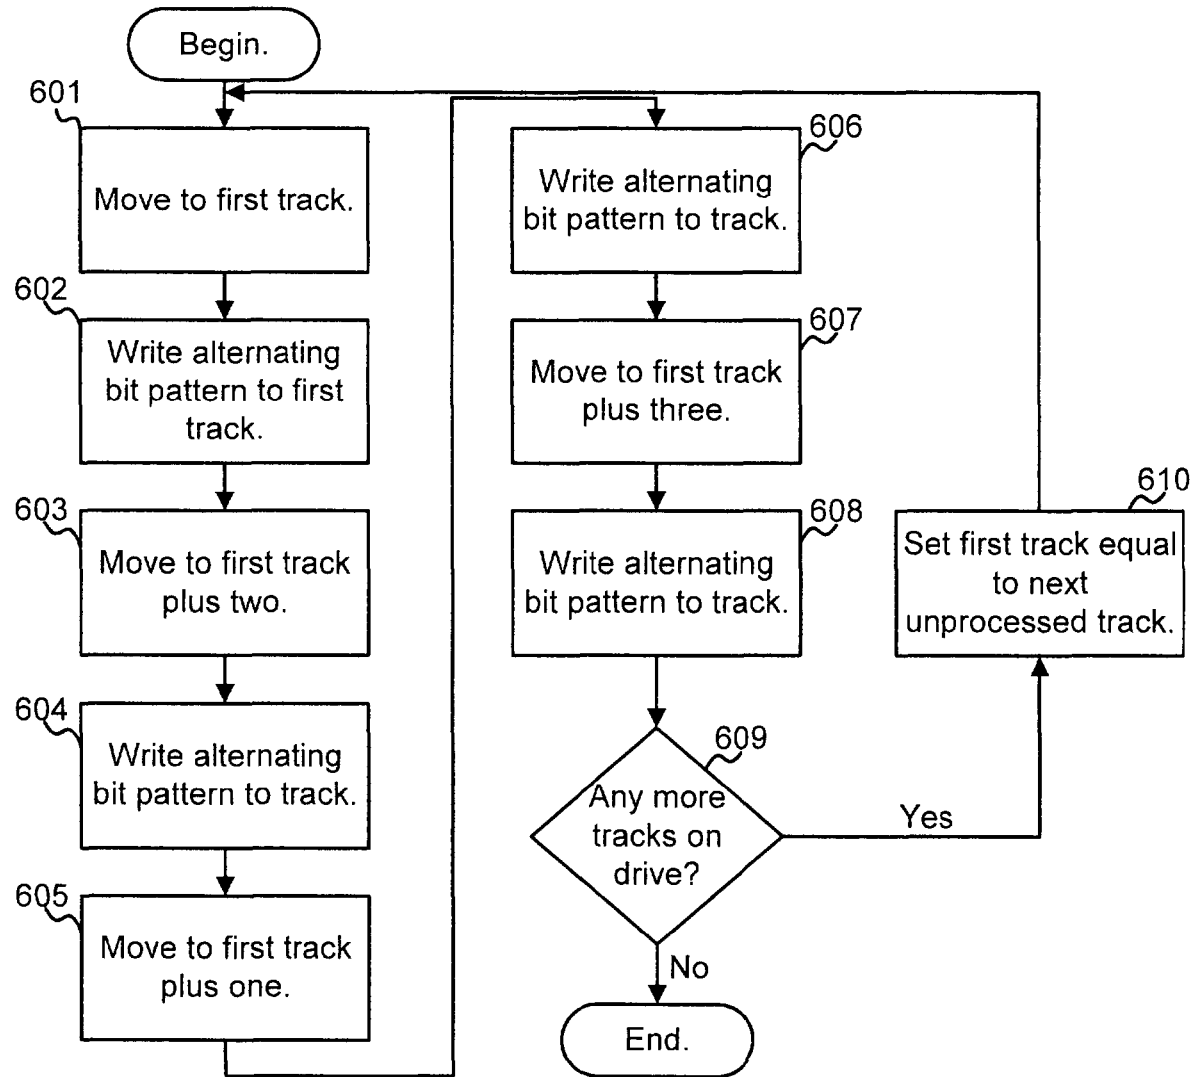 Begin.
601
Move to first track.
602
Write alternating
bit pattern to first
track.
603
Move to first track
plus two.
604
Write alternating
bit pattern to track.
605
Move to first track
plus one.
606
Write alternating
bit pattern to track.
607
Move to first track
plus three.
608
Write alternating
bit pattern to track.
609
Any more
tracks on
drive?
Yes
No
End.
610
Set first track equal
to next
unprocessed track.